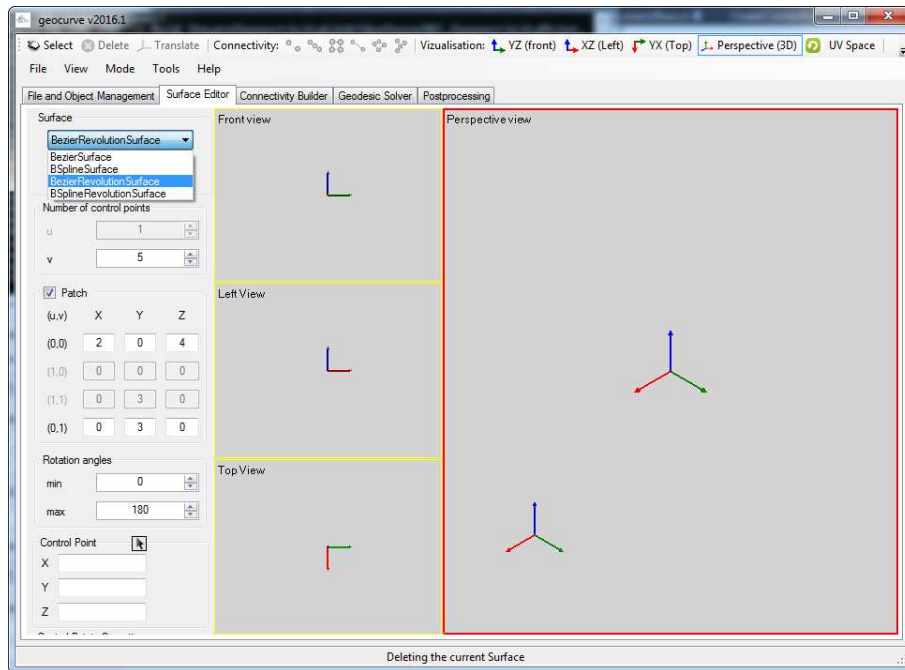 geocurve v2016.1
Select Delete Translate Connectivity: Vizualisation: YZ (front) XZ (Left) YX (Top) Perspective (3D) UV Space
File View Mode Tools Help
File and Object Management Surface Editor Connectivity Builder Geodesic Solver Postprocessing
Surface
BezierRevolutionSurface
BezierSurface
BSplineSurface
BezierRevolutionSurface
BSplineRevolutionSurface
Number of control points
u 1
v 5
Patch
(u,v) X Y Z
(0,0) 2 0 4
(1,0) 0 0 0
(1,1) 0 3 0
(0,1) 0 3 0
Rotation angles
min 0
max 180
Control Point
X
Y
Z
Front view
Left View
Top View
Perspective view
Deleting the current Surface